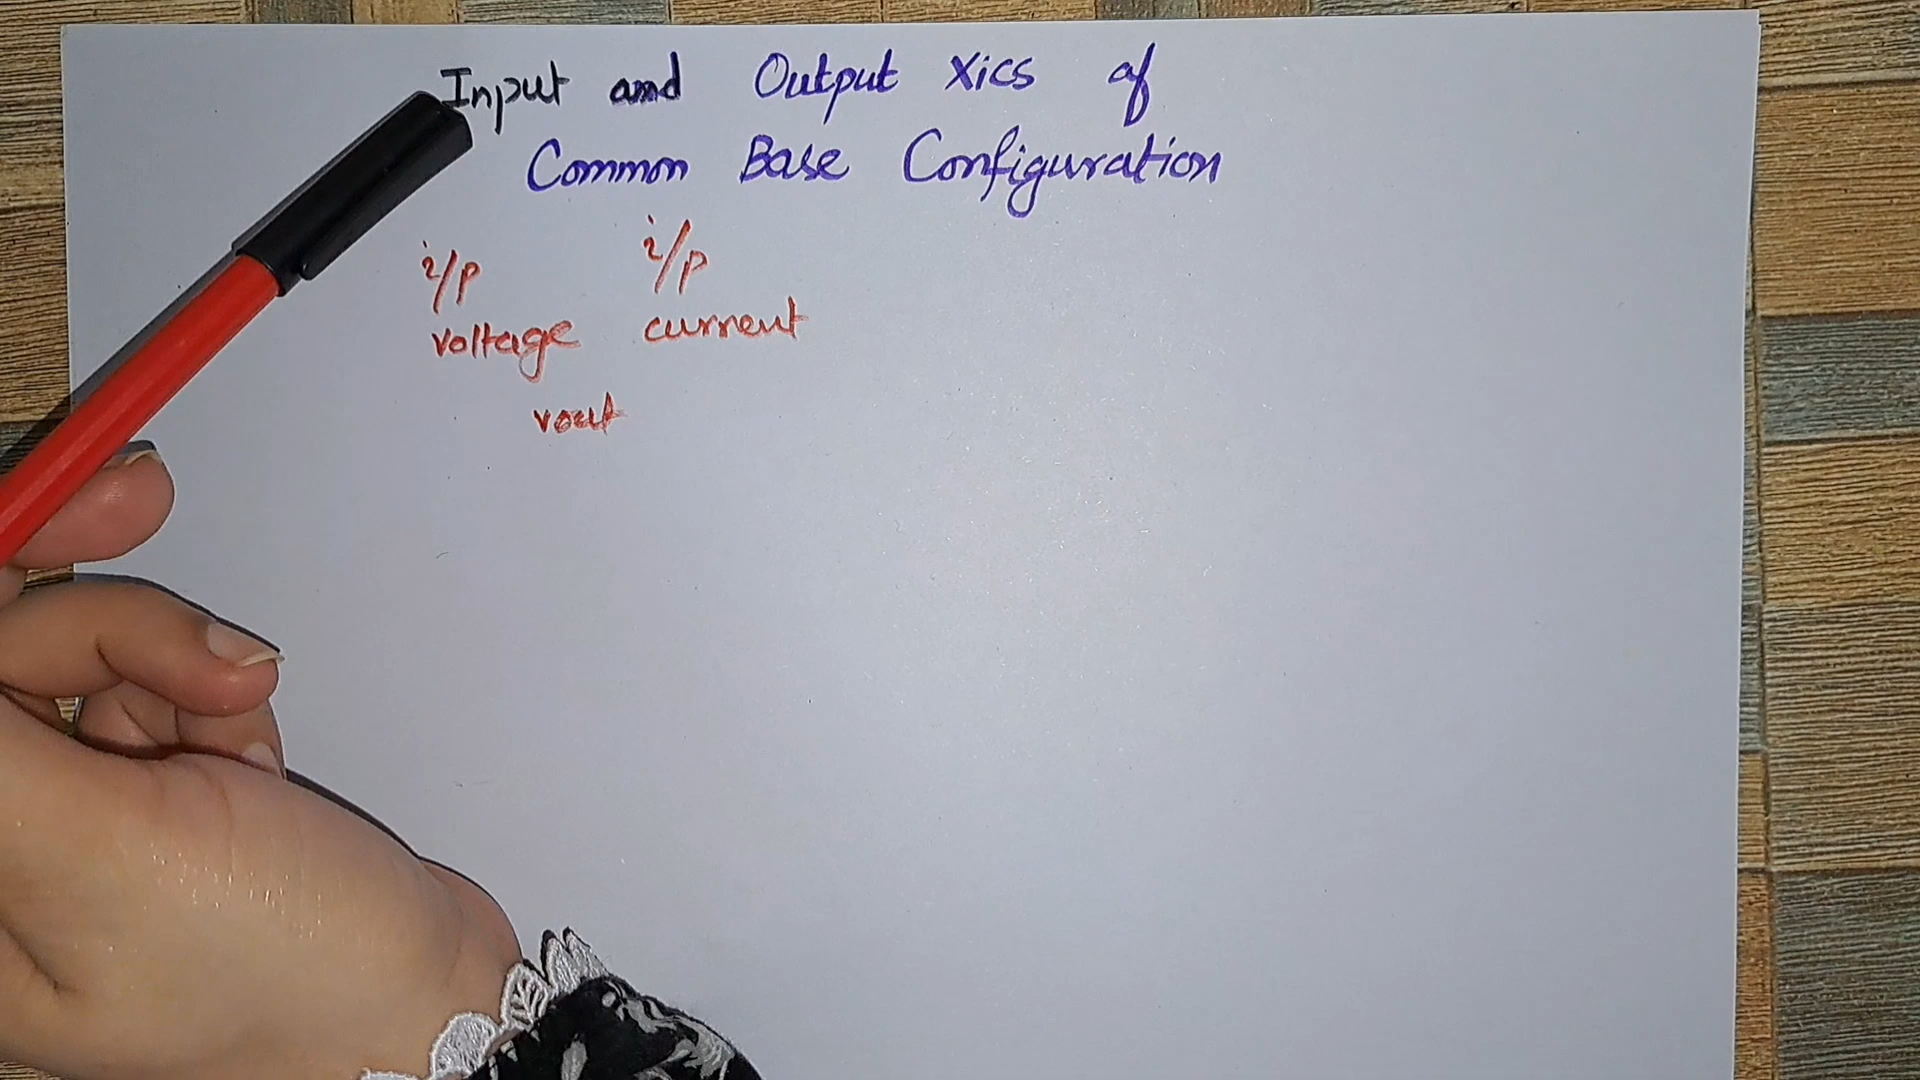 Input and Output Xics of
Common Base Configuration
i/p i/p
voltage current
vout